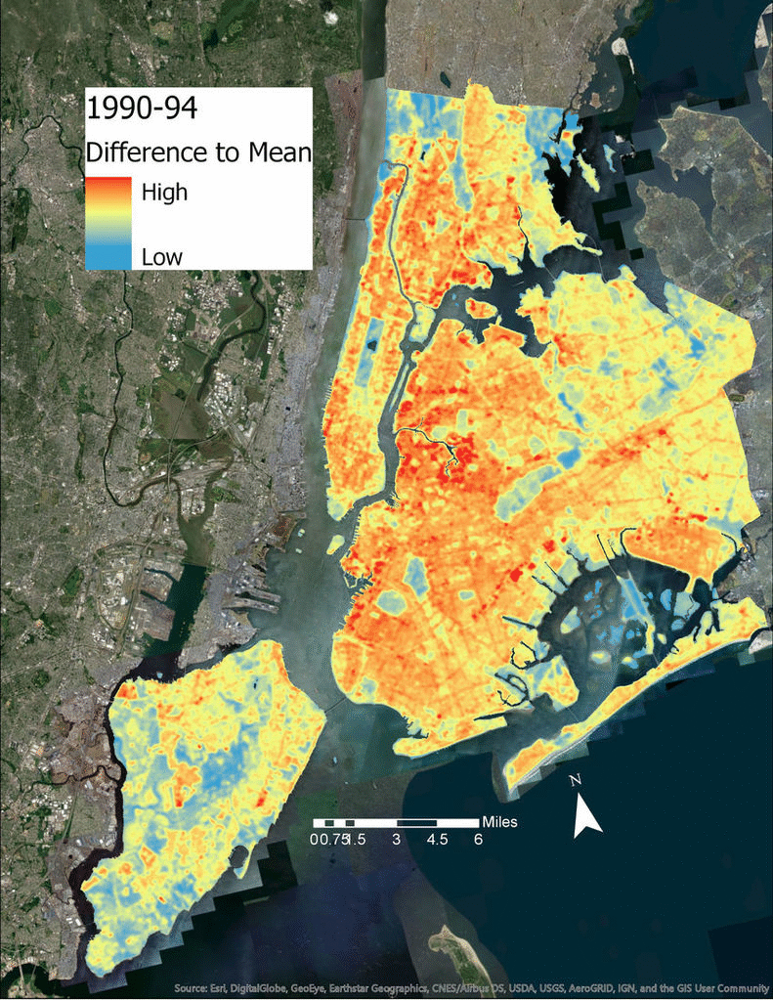 1990-94
Difference to Mean
High
Low
N
Miles
0 0.75 1.5 3 4.5 6
Source: Esri, DigitalGlobe, GeoEye, Earthstar Geographics, CNES/Airbus DS, USDA, USGS, AeroGRID, IGN, and the GIS User Community